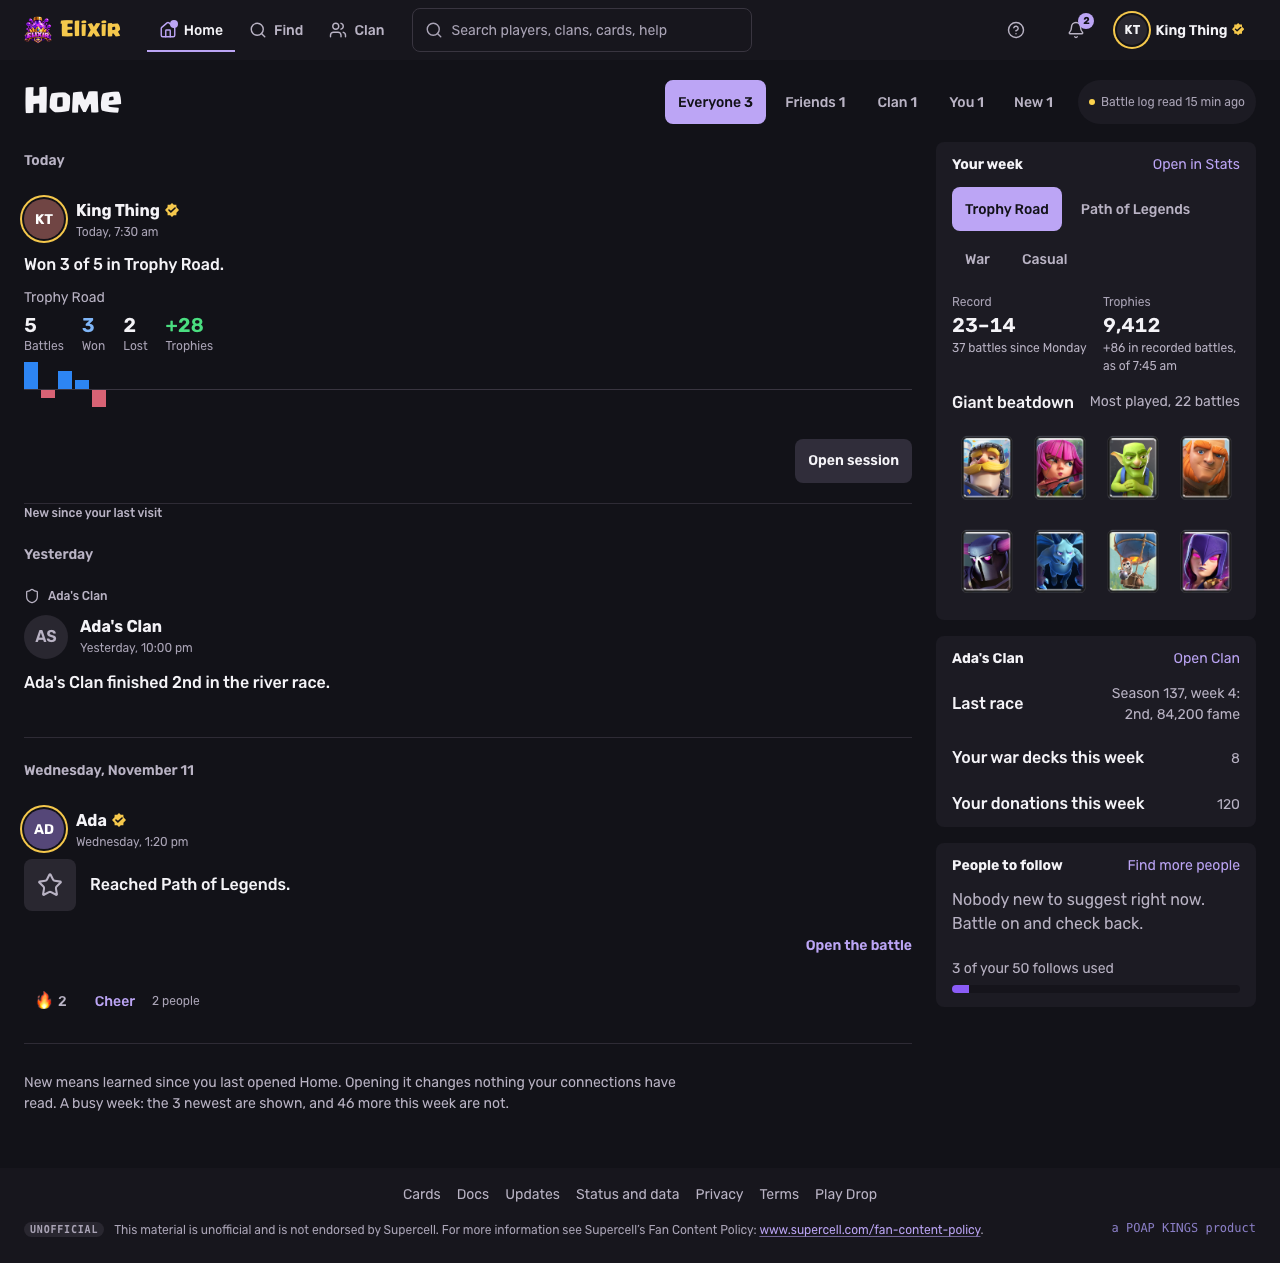 Elixir
Home
Find
Clan
Search players, clans, cards, help
2
KT
King Thing
Home
Everyone 3
Friends 1
Clan 1
You 1
New 1
Battle log read 15 min ago
Today
KT
King Thing
Today, 7:30 am
Won 3 of 5 in Trophy Road.
Trophy Road
5 3 2 +28
Battles Won Lost Trophies
Open session
New since your last visit
Yesterday
Ada's Clan
AS
Ada's Clan
Yesterday, 10:00 pm
Ada's Clan finished 2nd in the river race.
Wednesday, November 11
AD
Ada
Wednesday, 1:20 pm
Reached Path of Legends.
Open the battle
2
Cheer
2 people
New means learned since you last opened Home. Opening it changes nothing your connections have
read. A busy week: the 3 newest are shown, and 46 more this week are not.
Your week
Open in Stats
Trophy Road
Path of Legends
War
Casual
Record
23–14
37 battles since Monday
Trophies
9,412
+86 in recorded battles,
as of 7:45 am
Giant beatdown
Most played, 22 battles
Ada's Clan
Open Clan
Last race
Season 137, week 4:
2nd, 84,200 fame
Your war decks this week
8
Your donations this week
120
People to follow
Find more people
Nobody new to suggest right now.
Battle on and check back.
3 of your 50 follows used
Cards
Docs
Updates
Status and data
Privacy
Terms
Play Drop
UNOFFICIAL
This material is unofficial and is not endorsed by Supercell. For more information see Supercell's Fan Content Policy: www.supercell.com/fan-content-policy.
a POAP KINGS product